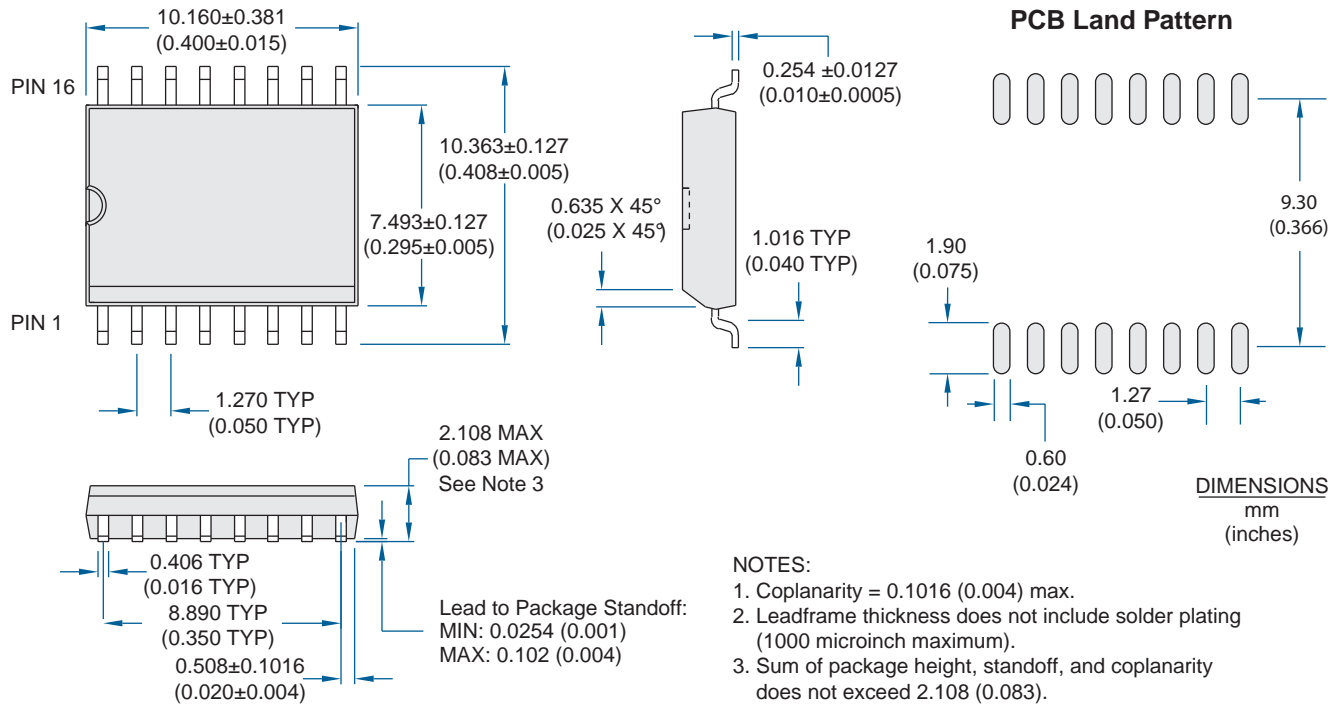 10.160±0.381
(0.400±0.015)
PIN 16
10.363±0.127
(0.408±0.005)
7.493±0.127
(0.295±0.005)
PIN 1
1.270 TYP
(0.050 TYP)
0.254 ±0.0127
(0.010±0.0005)
0.635 X 45°
(0.025 X 45°)
1.016 TYP
(0.040 TYP)
PCB Land Pattern
9.30
(0.366)
1.90
(0.075)
1.27
(0.050)
0.60
(0.024)
DIMENSIONS
mm
(inches)
2.108 MAX
(0.083 MAX)
See Note 3
0.406 TYP
(0.016 TYP)
8.890 TYP
(0.350 TYP)
0.508±0.1016
(0.020±0.004)
Lead to Package Standoff:
MIN: 0.0254 (0.001)
MAX: 0.102 (0.004)
NOTES:
1. Coplanarity = 0.1016 (0.004) max.
2. Leadframe thickness does not include solder plating
(1000 microinch maximum).
3. Sum of package height, standoff, and coplanarity
does not exceed 2.108 (0.083).